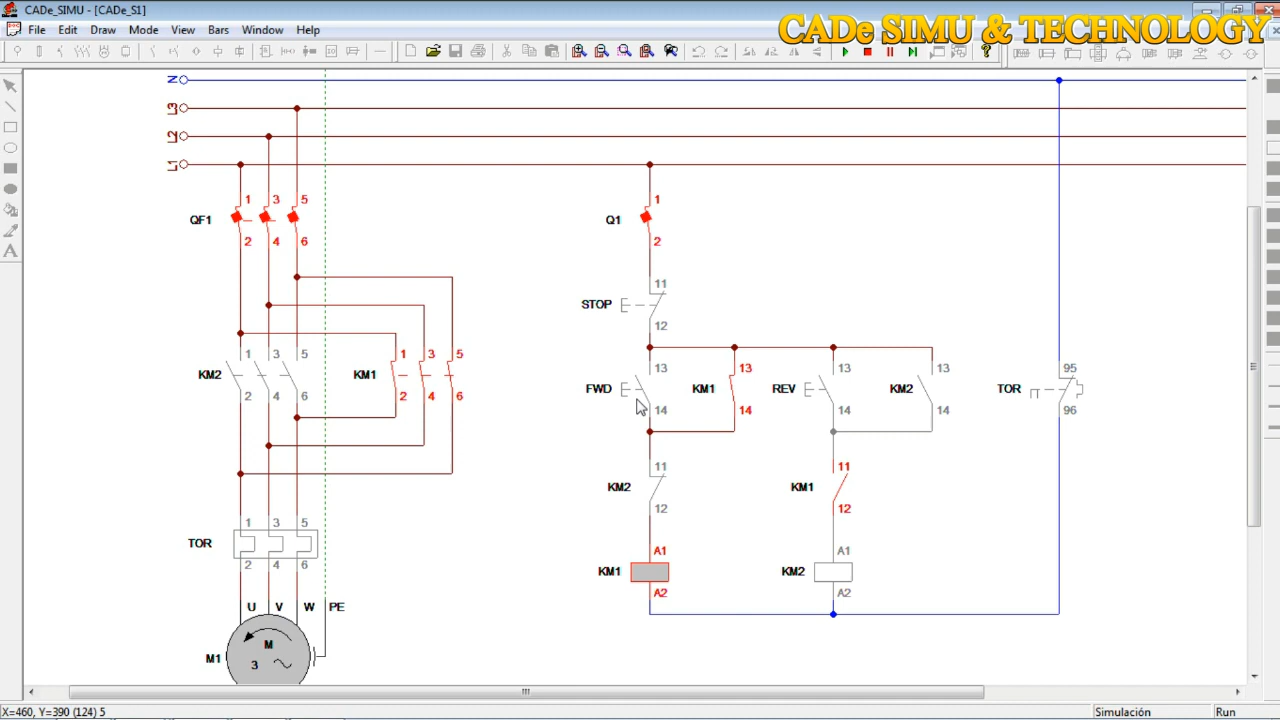 CADe_SIMU - [CADe_S1]
File Edit Draw Mode View Bars Window Help
CADe SIMU & TECHNOLOGY
N
L3
L2
L1
1 3 5 1
QF1 Q1
2 4 6 2
11
STOP
12
1 3 5 1 3 5 13 13 13 13 95
KM2 KM1 FWD KM1 REV KM2 TOR
2 4 6 2 4 6 14 14 14 14 96
11 11
KM2 KM1
12 12
1 3 5 A1 A1
TOR KM1 KM2
2 4 6 A2 A2
U V W PE
M
M1 3
X=460, Y=390 (124) 5 Simulación Run